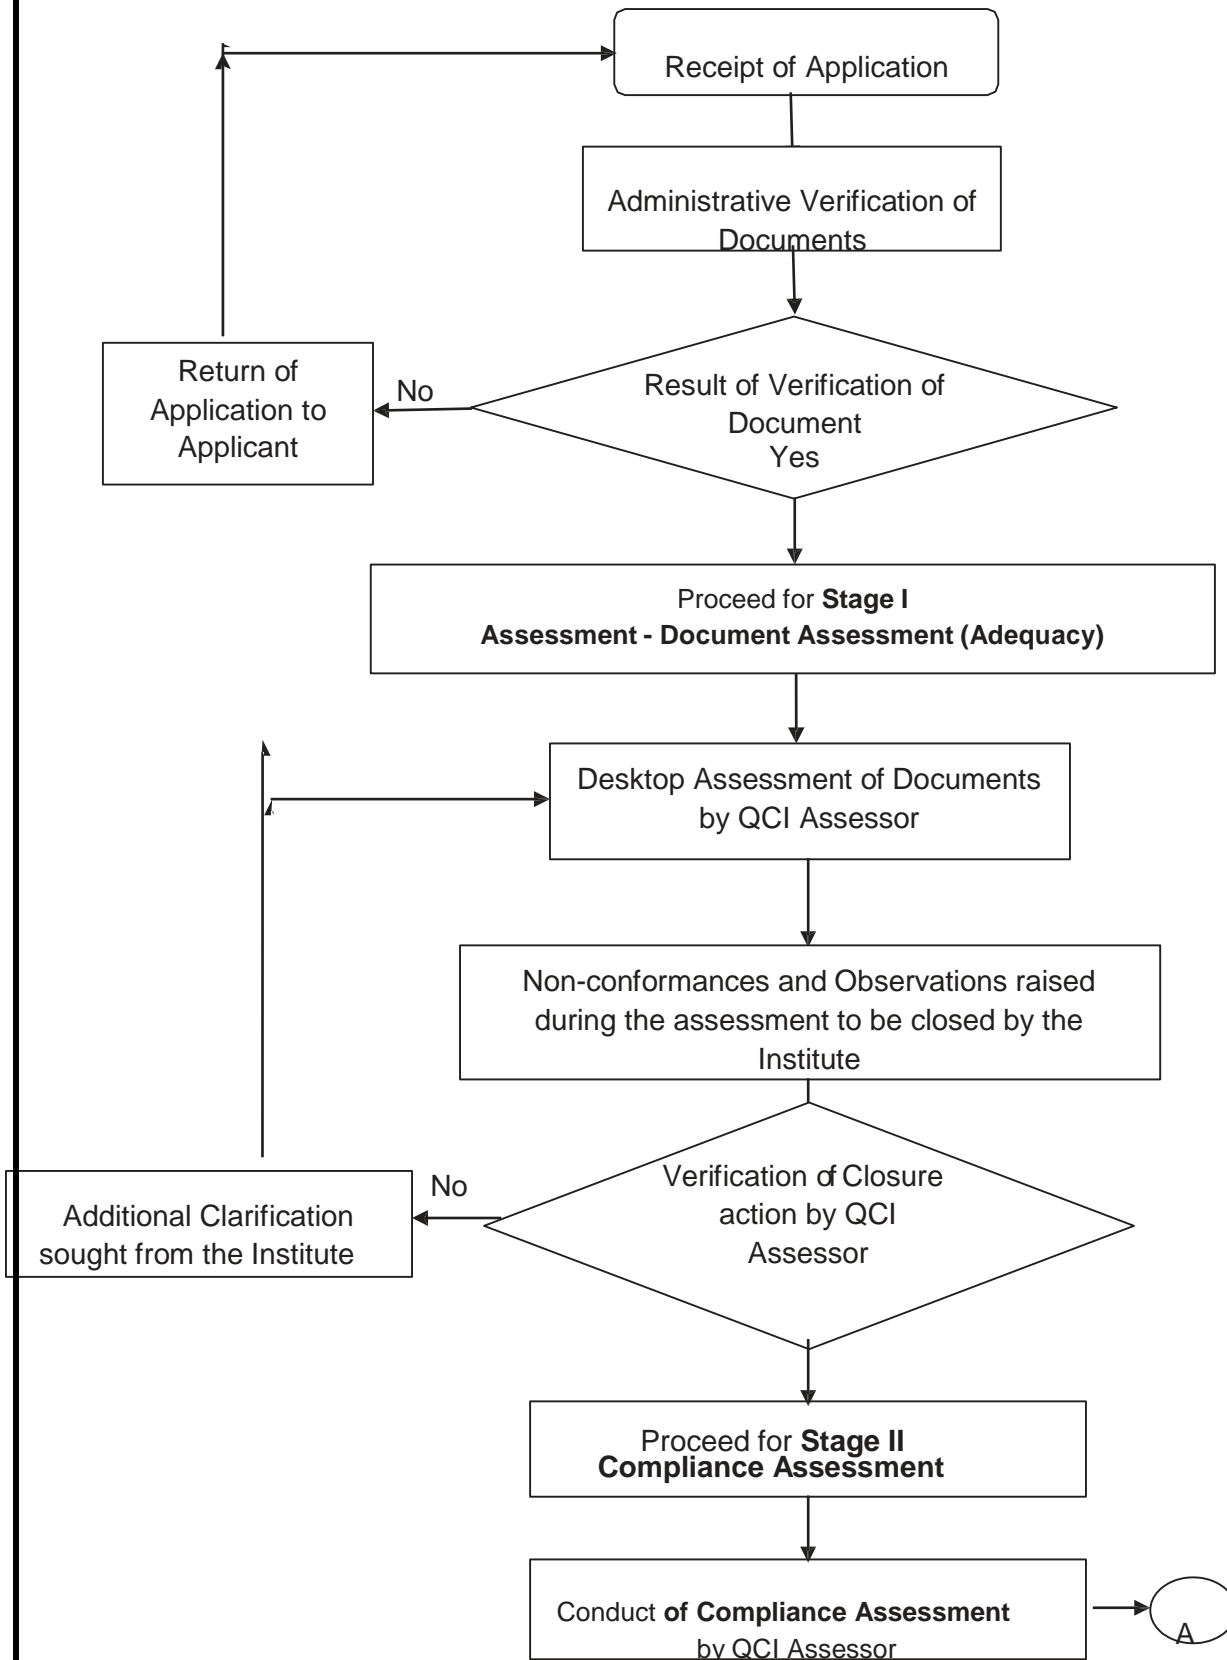 Receipt of Application
Administrative Verification of
Documents
Return of
Application to
Applicant
No
Result of Verification of
Document
Yes
Proceed for Stage I
Assessment - Document Assessment (Adequacy)
Desktop Assessment of Documents
by QCI Assessor
Non-conformances and Observations raised
during the assessment to be closed by the
Institute
Additional Clarification
sought from the Institute
No
Verification of Closure
action by QCI
Assessor
Proceed for Stage II
Compliance Assessment
Conduct of Compliance Assessment
by QCI Assessor
A